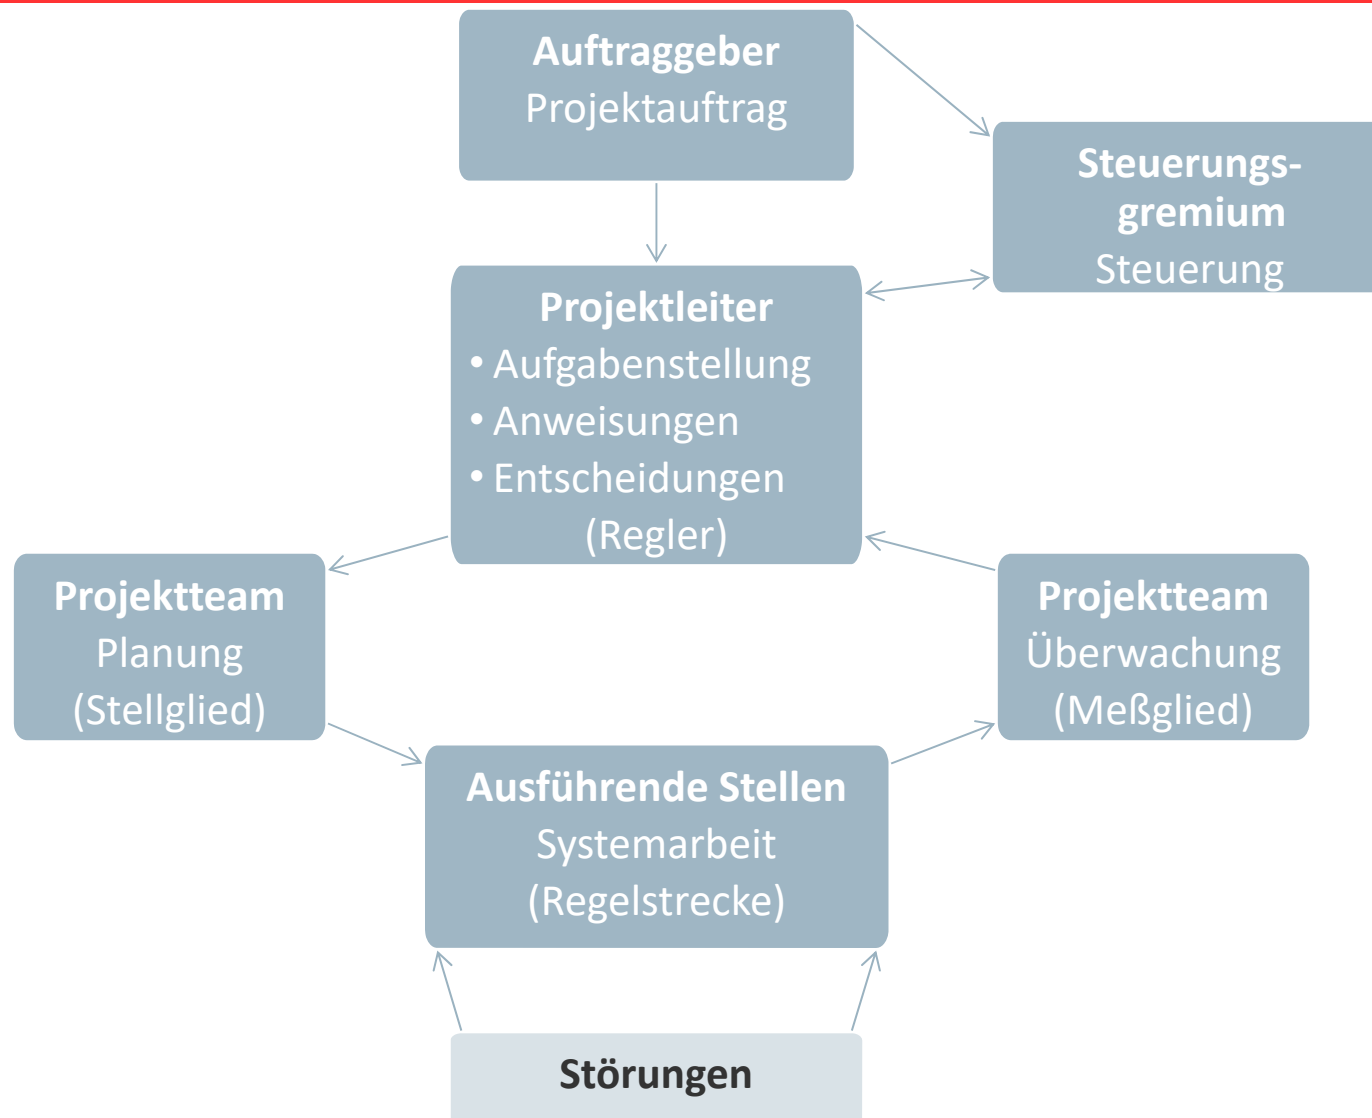 Auftraggeber
Projektauftrag
Steuerungs-
gremium
Steuerung
Projektleiter
• Aufgabenstellung
• Anweisungen
• Entscheidungen
(Regler)
Projektteam
Planung
(Stellglied)
Projektteam
Überwachung
(Meßglied)
Ausführende Stellen
Systemarbeit
(Regelstrecke)
Störungen